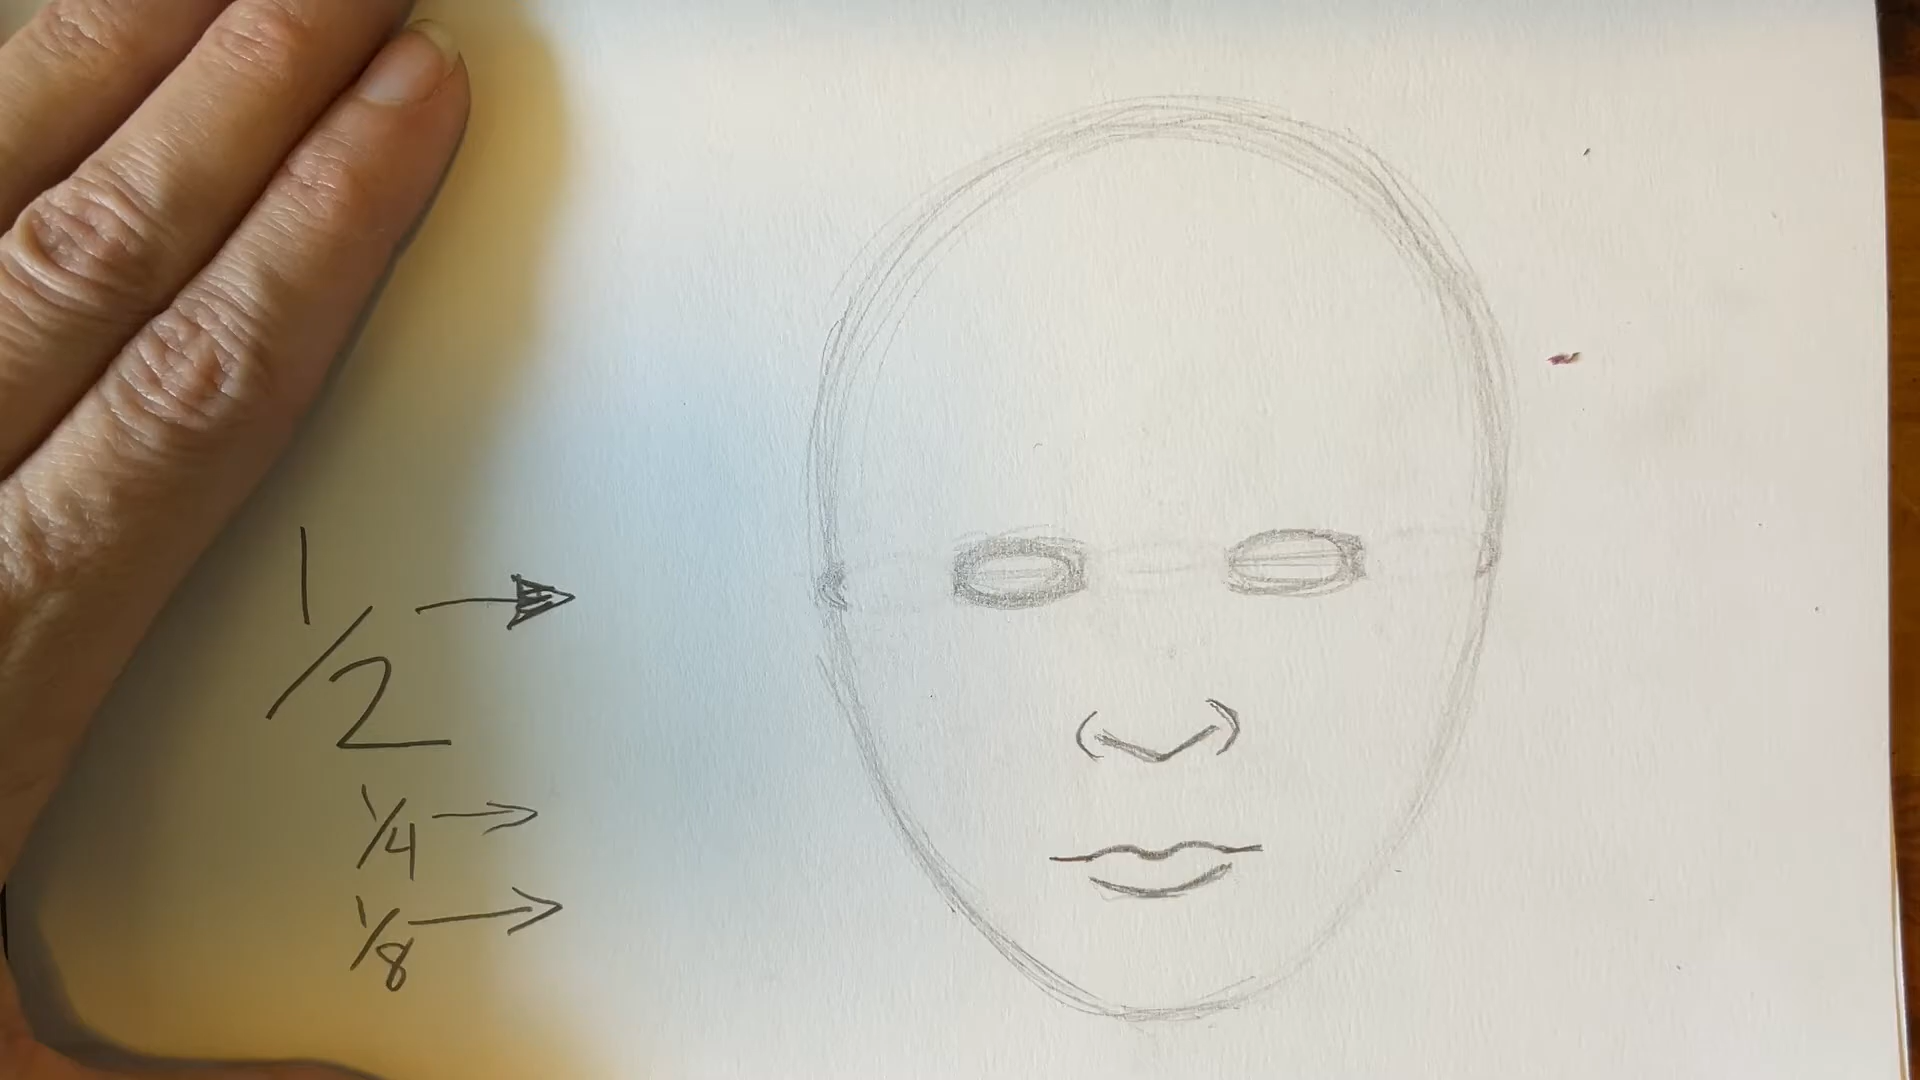 1/2 →
1/4 →
1/8 →